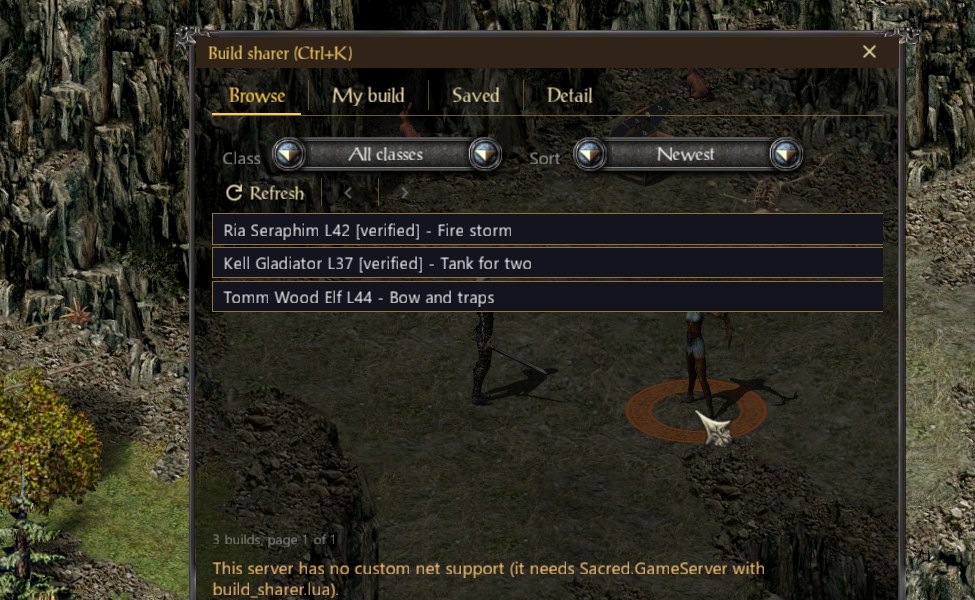 Build sharer (Ctrl+K)
Browse My build Saved Detail
Class All classes Sort Newest
Refresh < >
Ria Seraphim L42 [verified] - Fire storm
Kell Gladiator L37 [verified] - Tank for two
Tomm Wood Elf L44 - Bow and traps
3 builds, page 1 of 1
This server has no custom net support (it needs Sacred.GameServer with
build_sharer.lua).